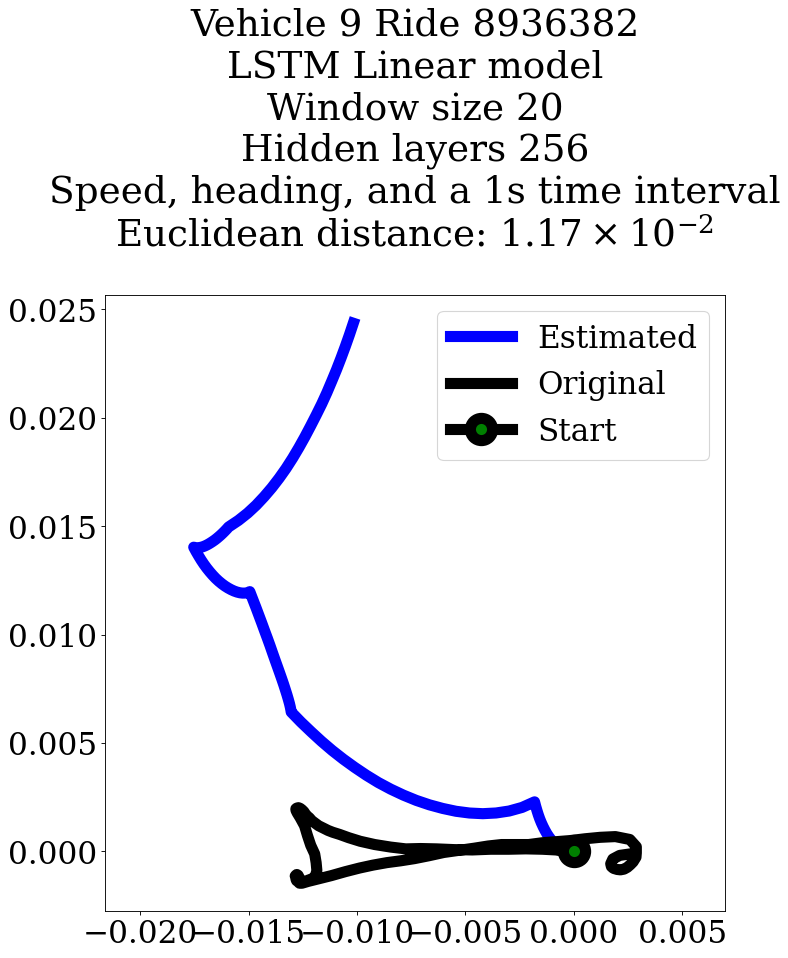 Vehicle 9 Ride 8936382
LSTM Linear model
Window size 20
Hidden layers 256
Speed, heading, and a 1s time interval
Euclidean distance: 1.17 × 10⁻²
Estimated
Original
Start
0.025
0.020
0.015
0.010
0.005
0.000
−0.020 −0.015 −0.010 −0.005 0.000 0.005